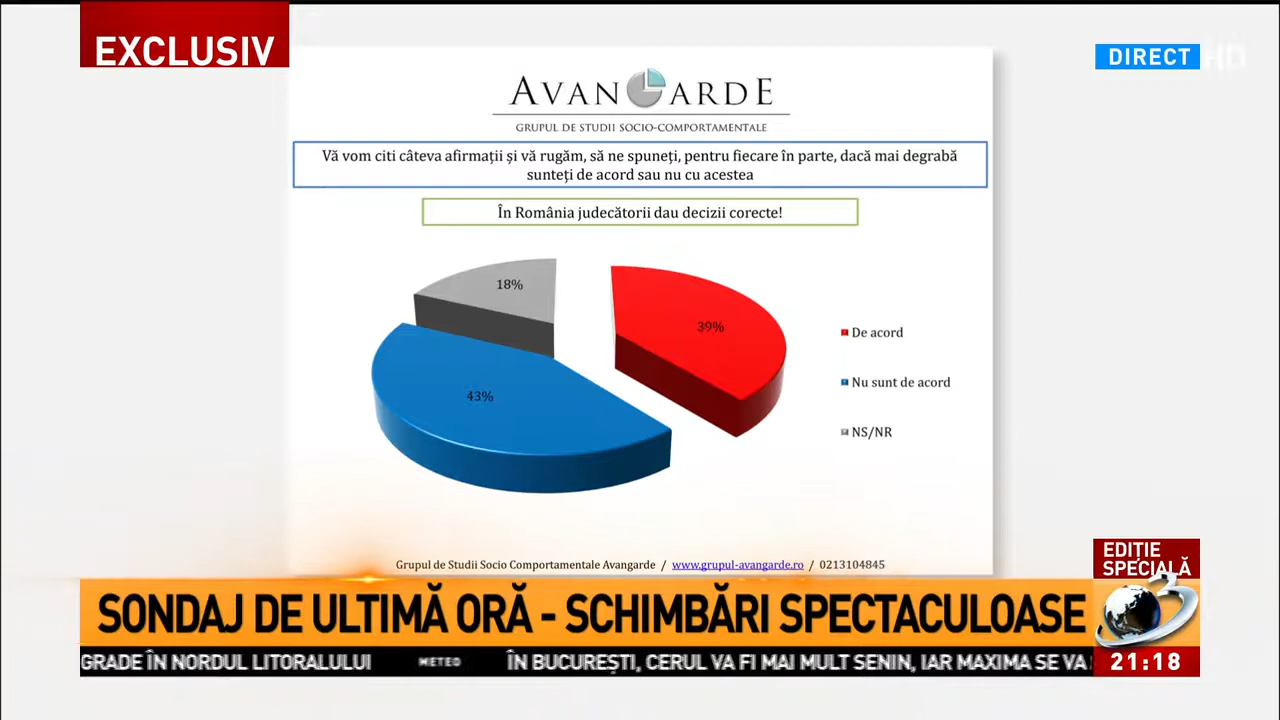 EXCLUSIV
DIRECT HD
AVANGARDE
GRUPUL DE STUDII SOCIO-COMPORTAMENTALE
Vă vom citi câteva afirmații și vă rugăm, să ne spuneți, pentru fiecare în parte, dacă mai degrabă
sunteți de acord sau nu cu acestea
În România judecătorii dau decizii corecte!
18%
39%
43%
De acord
Nu sunt de acord
NS/NR
Grupul de Studii Socio Comportamentale Avangarde / www.grupul-avangarde.ro / 0213104845
EDIȚIE
SPECIALĂ
SONDAJ DE ULTIMĂ ORĂ - SCHIMBĂRI SPECTACULOASE
GRADE ÎN NORDUL LITORALULUI METEO ÎN BUCUREȘTI, CERUL VA FI MAI MULT SENIN, IAR MAXIMA SE VA
21:18